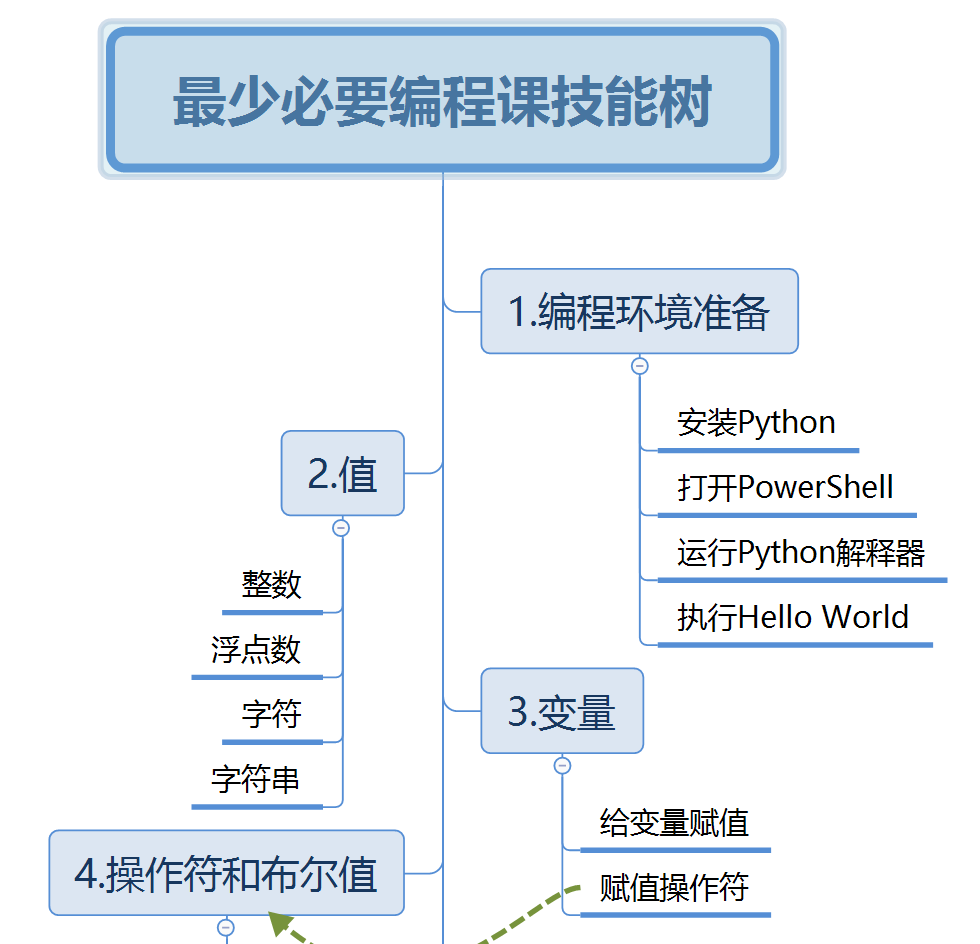 最少必要编程课技能树
1.编程环境准备
安装Python
打开PowerShell
运行Python解释器
执行Hello World
2.值
整数
浮点数
字符
字符串
3.变量
给变量赋值
赋值操作符
4.操作符和布尔值